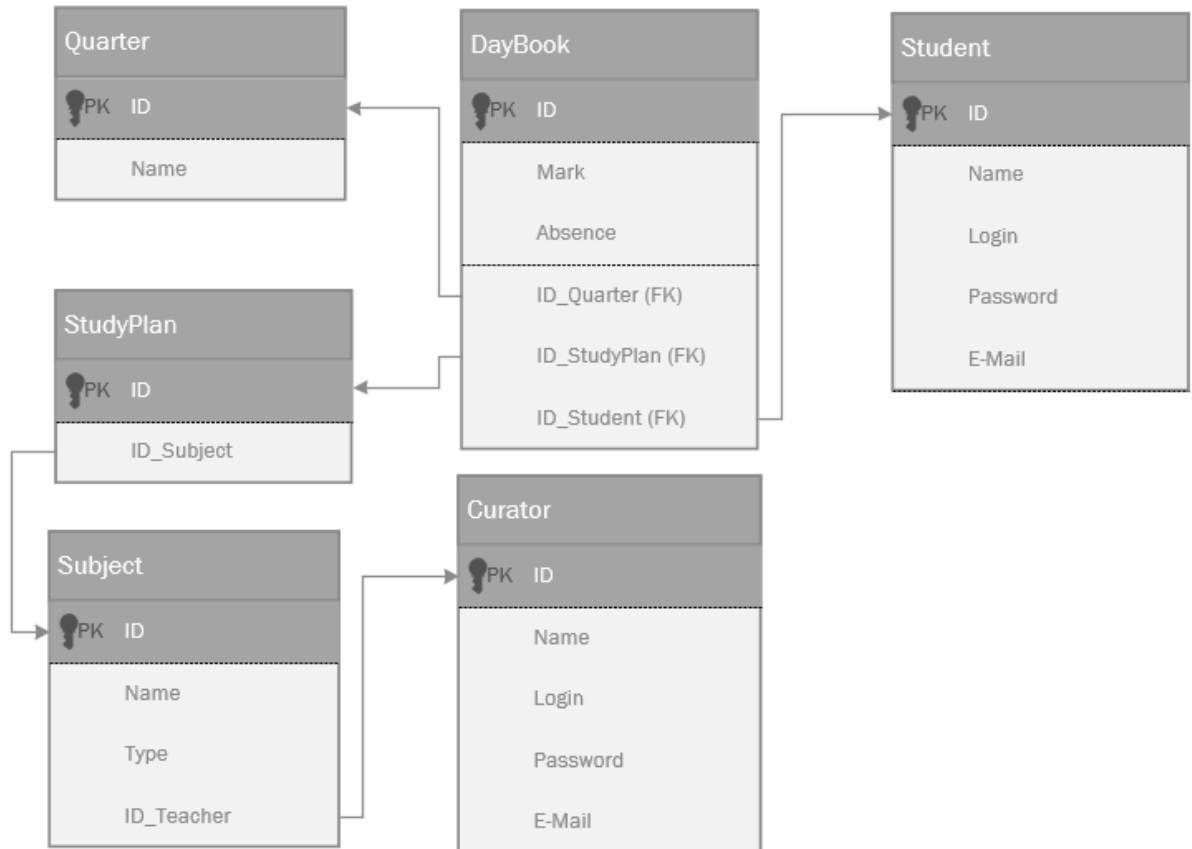 Quarter
PK ID
Name
DayBook
PK ID
Mark
Absence
ID_Quarter (FK)
ID_StudyPlan (FK)
ID_Student (FK)
Student
PK ID
Name
Login
Password
E-Mail
StudyPlan
PK ID
ID_Subject
Subject
PK ID
Name
Type
ID_Teacher
Curator
PK ID
Name
Login
Password
E-Mail